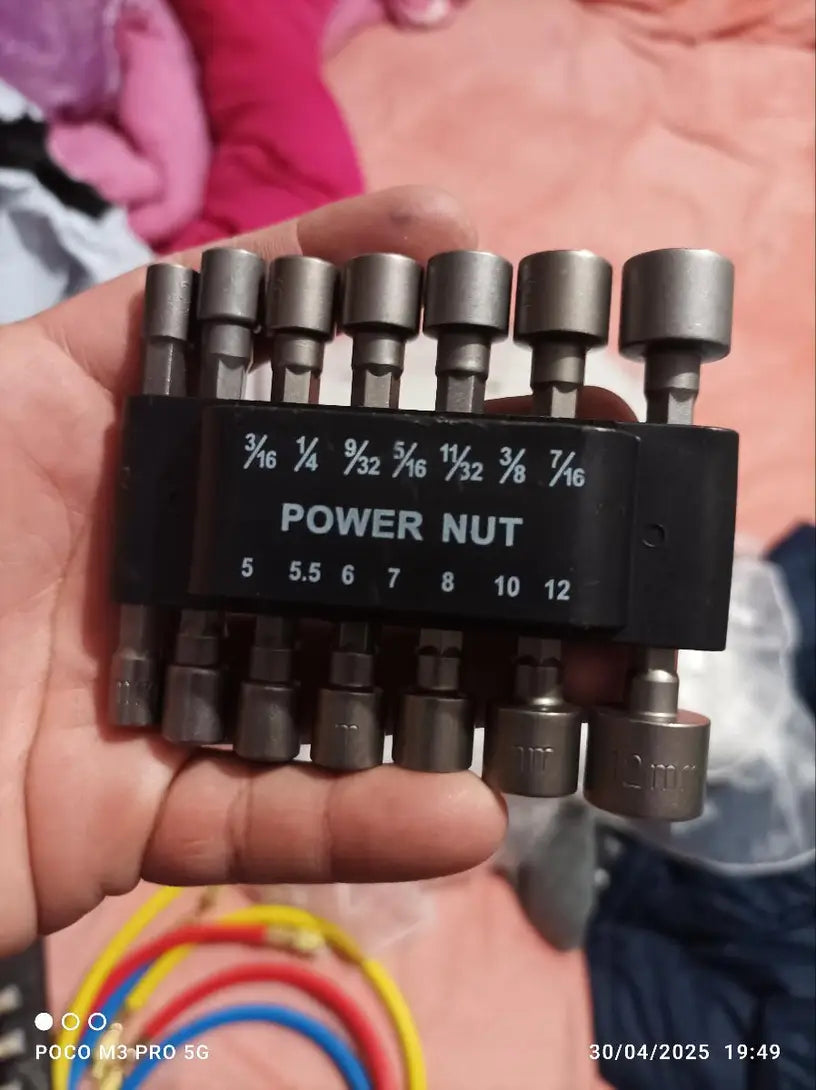 3/16 1/4 9/32 5/16 11/32 3/8 7/16
POWER NUT
5 5.5 6 7 8 10 12
12mm
POCO M3 PRO 5G
30/04/2025 19:49